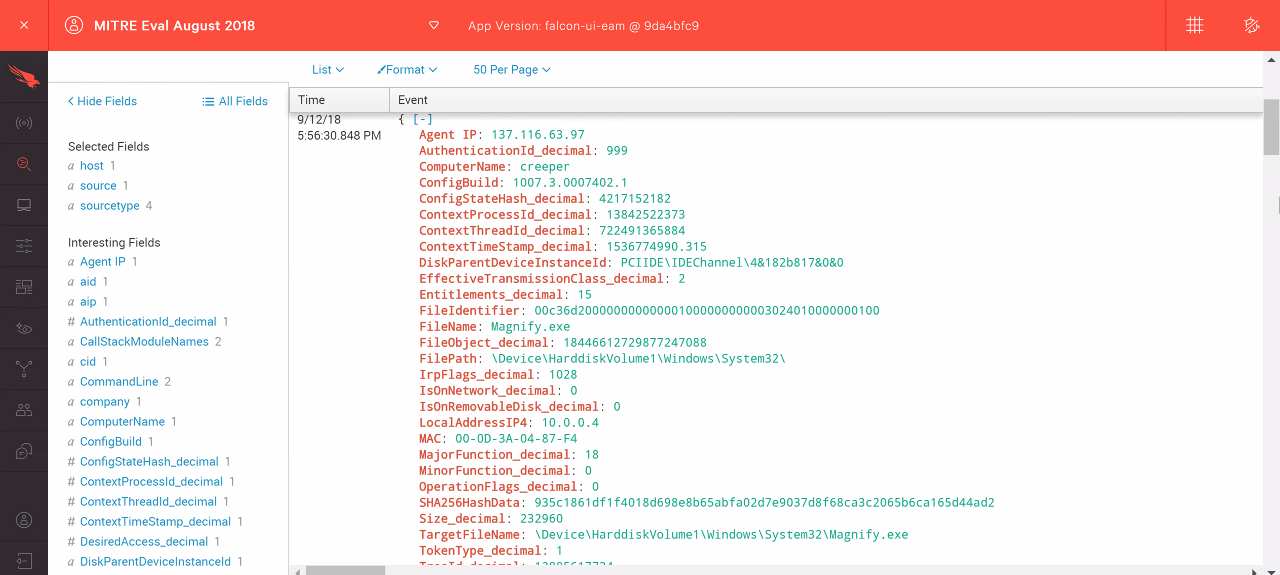 MITRE Eval August 2018
App Version: falcon-ui-eam @ 9da4bfc9
List
Format
50 Per Page
Hide Fields
All Fields
Selected Fields
a host 1
a source 1
a sourcetype 4
Interesting Fields
a Agent IP 1
a aid 1
a aip 1
# AuthenticationId_decimal 1
a CallStackModuleNames 2
a cid 1
a CommandLine 2
a company 1
a ComputerName 1
a ConfigBuild 1
# ConfigStateHash_decimal 1
# ContextProcessId_decimal 1
# ContextThreadId_decimal 1
# ContextTimeStamp_decimal 1
# DesiredAccess_decimal 1
a DiskParentDeviceInstanceId 1
Time
Event
9/12/18
5:56:30.848 PM
{ [-]
Agent IP: 137.116.63.97
AuthenticationId_decimal: 999
ComputerName: creeper
ConfigBuild: 1007.3.0007402.1
ConfigStateHash_decimal: 4217152182
ContextProcessId_decimal: 13842522373
ContextThreadId_decimal: 722491365884
ContextTimeStamp_decimal: 1536774990.315
DiskParentDeviceInstanceId: PCIIDE\IDEChannel\4&182b817&0&0
EffectiveTransmissionClass_decimal: 2
Entitlements_decimal: 15
FileIdentifier: 00c36d200000000000001000000000003024010000000100
FileName: Magnify.exe
FileObject_decimal: 18446612729877247088
FilePath: \Device\HarddiskVolume1\Windows\System32\
IrpFlags_decimal: 1028
IsOnNetwork_decimal: 0
IsOnRemovableDisk_decimal: 0
LocalAddressIP4: 10.0.0.4
MAC: 00-0D-3A-04-87-F4
MajorFunction_decimal: 18
MinorFunction_decimal: 0
OperationFlags_decimal: 0
SHA256HashData: 935c1861df1f4018d698e8b65abfa02d7e9037d8f68ca3c2065b6ca165d44ad2
Size_decimal: 232960
TargetFileName: \Device\HarddiskVolume1\Windows\System32\Magnify.exe
TokenType_decimal: 1